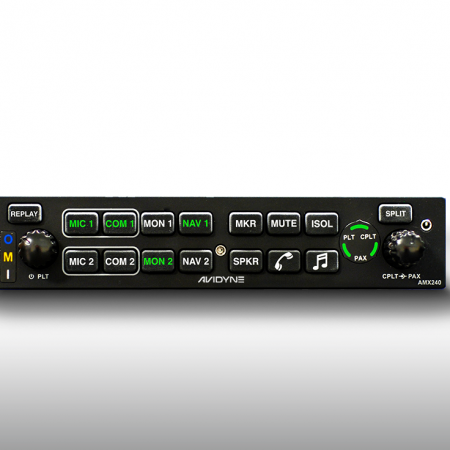 REPLAY MIC 1 COM 1 MON 1 NAV 1 MKR MUTE ISOL SPLIT
PLT CPLT
PAX
O
M
I
MIC 2 COM 2 MON 2 NAV 2 SPKR
PLT
CPLT PAX
AVIDYNE
AMX240